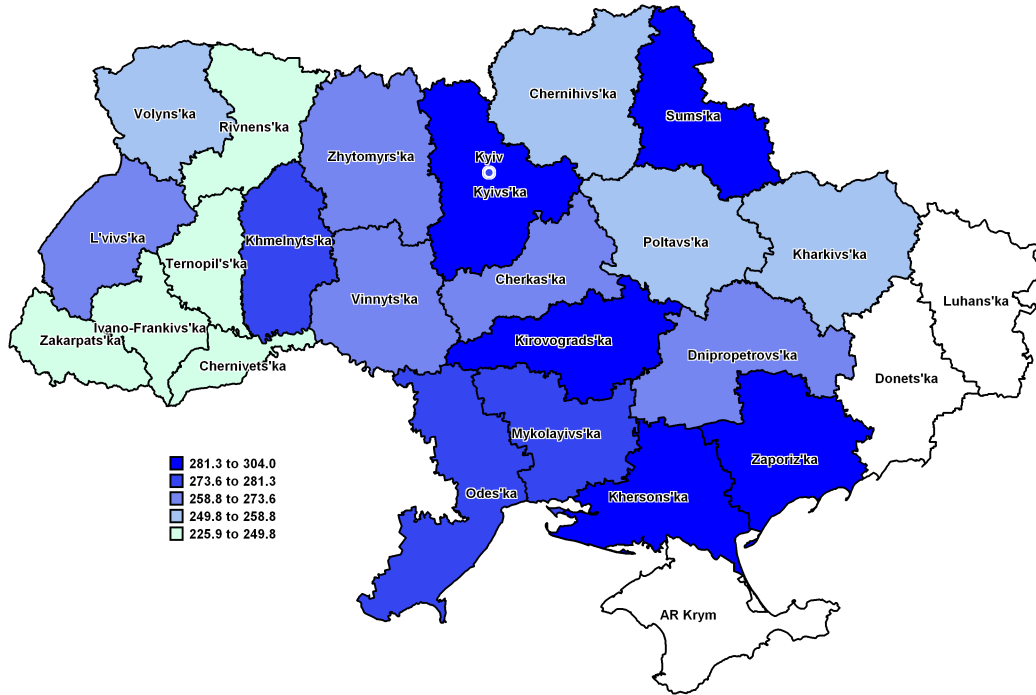 Chernihivs'ka
Sums'ka
Volyns'ka
Rivnens'ka
Zhytomyrs'ka
Kyiv
Kyivs'ka
L'vivs'ka
Khmelnyts'ka
Poltavs'ka
Kharkivs'ka
Ternopil's'ka
Cherkas'ka
Vinnyts'ka
Luhans'ka
Ivano-Frankivs'ka
Zakarpats'ka
Kirovograds'ka
Dnipropetrovs'ka
Chernivets'ka
Donets'ka
Mykolayivs'ka
Zaporiz'ka
Odes'ka
Khersons'ka
281.3 to 304.0
273.6 to 281.3
258.8 to 273.6
249.8 to 258.8
225.9 to 249.8
AR Krym